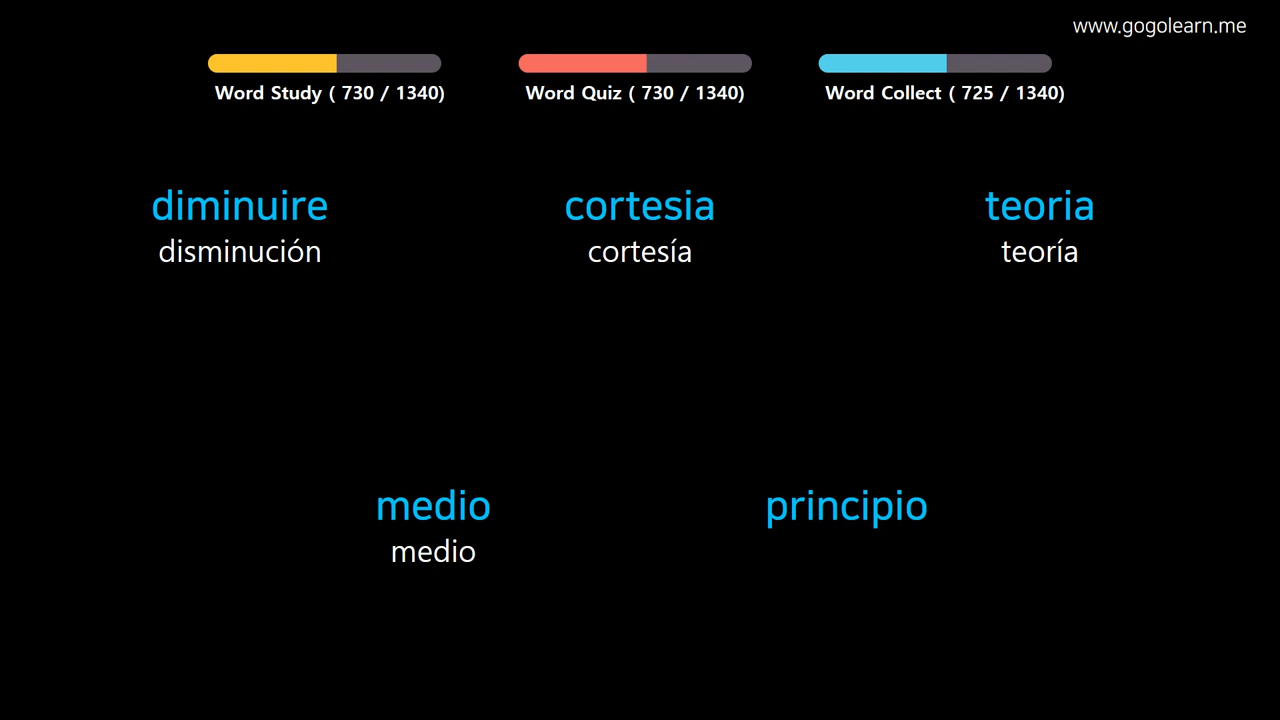 www.gogolearn.me
Word Study ( 730 / 1340)
Word Quiz ( 730 / 1340)
Word Collect ( 725 / 1340)
diminuire
disminución
cortesia
cortesía
teoria
teoría
medio
medio
principio